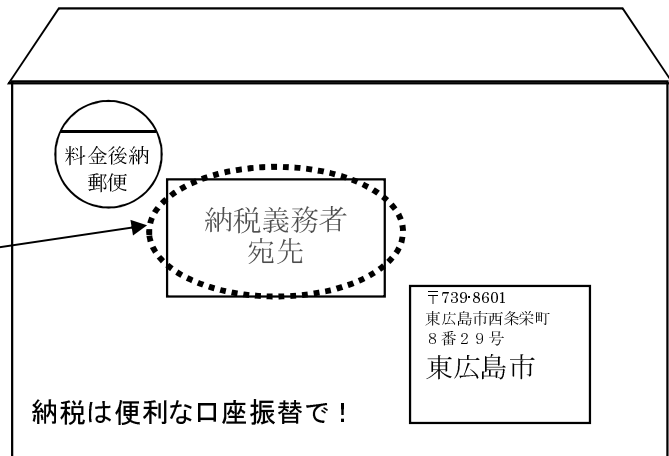 料金後納
郵便
納税義務者
宛先
〒739-8601
東広島市西条栄町
８番２９号
東広島市
納税は便利な口座振替で！